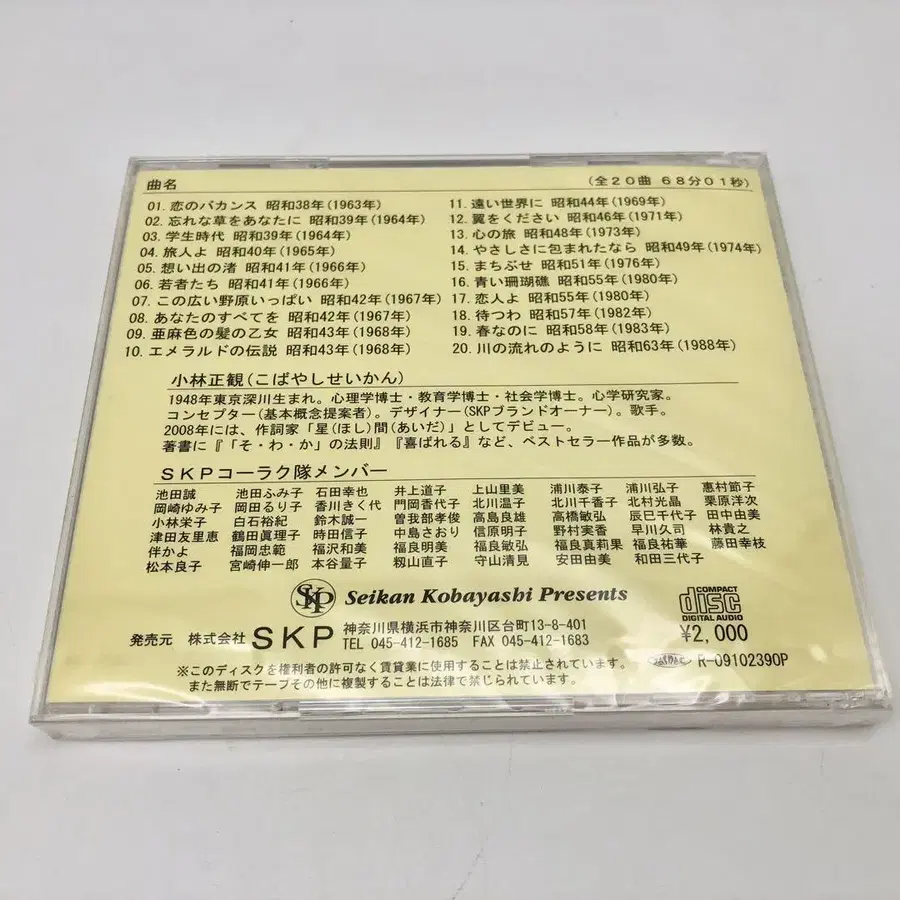 曲名 (全20曲 68分01秒)
01. 恋のバカンス 昭和38年(1963年)
02. 忘れな草をあなたに 昭和39年(1964年)
03. 学生時代 昭和39年(1964年)
04. 旅人よ 昭和40年(1965年)
05. 想い出の渚 昭和41年(1966年)
06. 若者たち 昭和41年(1966年)
07. この広い野原いっぱい 昭和42年(1967年)
08. あなたのすべてを 昭和42年(1967年)
09. 亜麻色の髪の乙女 昭和43年(1968年)
10. エメラルドの伝説 昭和43年(1968年)
11. 遠い世界に 昭和44年(1969年)
12. 翼をください 昭和46年(1971年)
13. 心の旅 昭和48年(1973年)
14. やさしさに包まれたなら 昭和49年(1974年)
15. まちぶせ 昭和51年(1976年)
16. 青い珊瑚礁 昭和55年(1980年)
17. 恋人よ 昭和55年(1980年)
18. 待つわ 昭和57年(1982年)
19. 春なのに 昭和58年(1983年)
20. 川の流れのように 昭和63年(1988年)
小林正観(こばやしせいかん)
1948年東京深川生まれ。心理学博士・教育学博士・社会学博士。心学研究家。
コンセプター(基本概念提案者)。デザイナー(SKPブランドオーナー)。歌手。
2008年には、作詞家「星(ほし)間(あいだ)」としてデビュー。
著書に『「そ・わ・か」の法則』『喜ばれる』など、ベストセラー作品が多数。
SKPコーラク隊メンバー
池田誠 池田ふみ子 石田幸也 井上道子 上山里美 浦川泰子 浦川弘子 惠村節子
岡崎ゆみ子 岡田るり子 香川きく代 門岡香代子 北川温子 北川千香子 北村光晶 栗原洋次
小林栄子 白石裕紀 鈴木誠一 曽我部孝俊 高島良雄 高橋敏弘 辰巳千代子 田中由美
津田友里恵 鶴田眞理子 時田信子 中島さおり 信原明子 野村実香 早川久司 林貴之
伴かよ 福岡忠範 福沢和美 福良明美 福良敏弘 福良真莉果 福良祐華 藤田幸枝
松本良子 宮崎伸一郎 本谷量子 籾山直子 守山清見 安田由美 和田三代子
SKP Seikan Kobayashi Presents
COMPACT disc DIGITAL AUDIO
発売元 株式会社 SKP
神奈川県横浜市神奈川区台町13-8-401
TEL 045-412-1685 FAX 045-412-1683
¥2,000
※このディスクを権利者の許可なく賃貸業に使用することは禁止されています。
また無断でテープその他に複製することは法律で禁じられています。
R-0910239OP